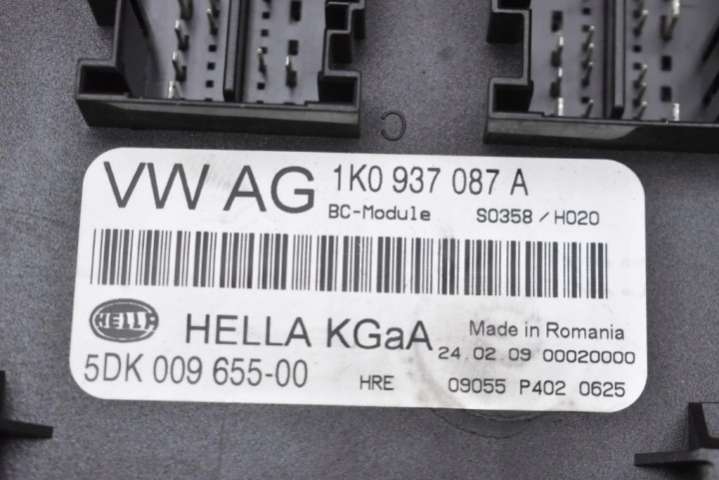 C
VW AG 1K0 937 087 A
BC-Module S0358 / H020
HELLA HELLA KGaA Made in Romania
24.02.09 00020000
5DK 009 655-00 HRE 09055 P402 0625